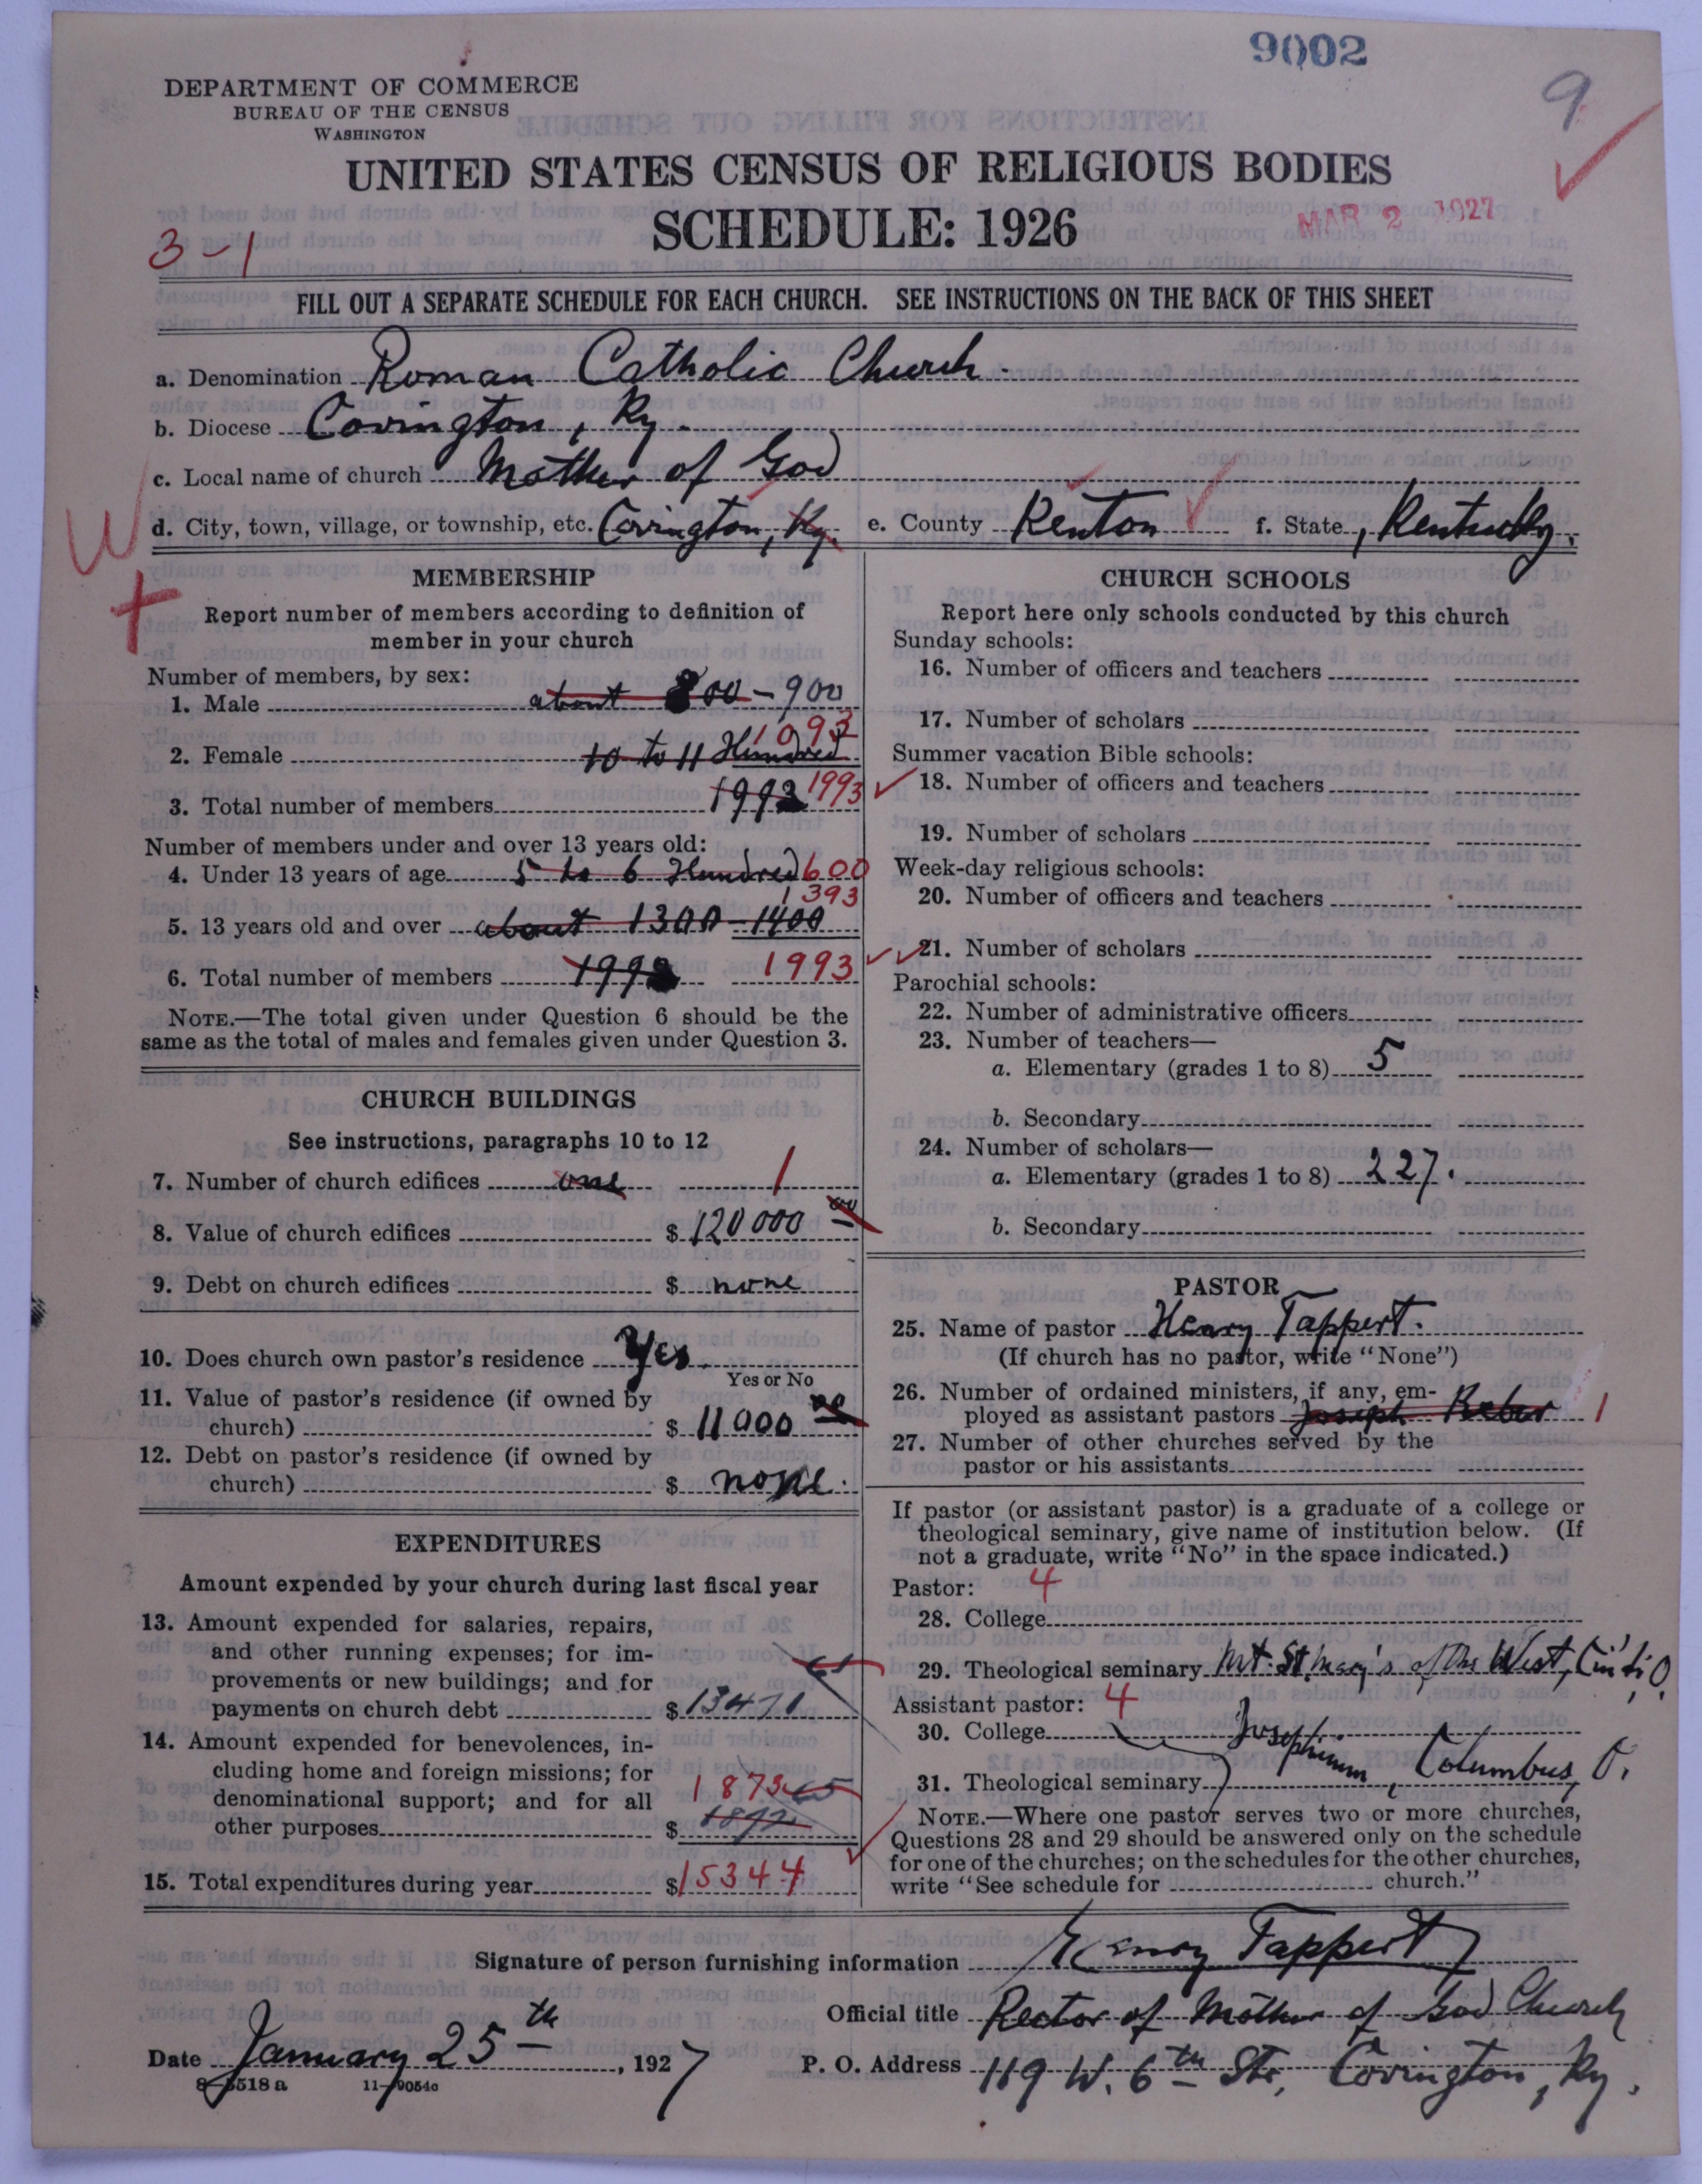 9002
9
DEPARTMENT OF COMMERCE
BUREAU OF THE CENSUS
WASHINGTON
UNITED STATES CENSUS OF RELIGIOUS BODIES
SCHEDULE: 1926
MAR 2 1927
3-1
FILL OUT A SEPARATE SCHEDULE FOR EACH CHURCH. SEE INSTRUCTIONS ON THE BACK OF THIS SHEET
a. Denomination Roman Catholic Church.
b. Diocese Covington, Ky.
c. Local name of church Mother of God
d. City, town, village, or township, etc. Covington, Ky. e. County Kenton f. State, Kentucky.
W
+
MEMBERSHIP
Report number of members according to definition of
member in your church
Number of members, by sex:
1. Male about 800-900
1093
2. Female 10 to 11 Hundred
3. Total number of members 1992 1993
Number of members under and over 13 years old:
4. Under 13 years of age 5 to 6 Hundred 600
1393
5. 13 years old and over about 1300-1400
6. Total number of members 1992 1993
NOTE.—The total given under Question 6 should be the
same as the total of males and females given under Question 3.
CHURCH BUILDINGS
See instructions, paragraphs 10 to 12
7. Number of church edifices one 1
8. Value of church edifices $ 120000 00
9. Debt on church edifices $ none
10. Does church own pastor's residence Yes.
Yes or No
11. Value of pastor's residence (if owned by
church) $ 11000 00
12. Debt on pastor's residence (if owned by
church) $ none.
EXPENDITURES
Amount expended by your church during last fiscal year
13. Amount expended for salaries, repairs,
and other running expenses; for im-
provements or new buildings; and for
payments on church debt $ 13471
14. Amount expended for benevolences, in-
cluding home and foreign missions; for
denominational support; and for all 1873 65
other purposes $ 1892
15. Total expenditures during year $ 15344
CHURCH SCHOOLS
Report here only schools conducted by this church
Sunday schools:
16. Number of officers and teachers
17. Number of scholars
Summer vacation Bible schools:
18. Number of officers and teachers
19. Number of scholars
Week-day religious schools:
20. Number of officers and teachers
21. Number of scholars
Parochial schools:
22. Number of administrative officers
23. Number of teachers—
a. Elementary (grades 1 to 8) 5
b. Secondary
24. Number of scholars—
a. Elementary (grades 1 to 8) 227.
b. Secondary
PASTOR
25. Name of pastor Henry Tappert.
(If church has no pastor, write "None")
26. Number of ordained ministers, if any, em-
ployed as assistant pastors Joseph Reber 1
27. Number of other churches served by the
pastor or his assistants
If pastor (or assistant pastor) is a graduate of a college or
theological seminary, give name of institution below. (If
not a graduate, write "No" in the space indicated.)
Pastor: 4
28. College
29. Theological seminary Mt. St. Mary's of the West, Cin'ti, O.
Assistant pastor: 4
30. College Josephinum, Columbus, O.
31. Theological seminary
NOTE.—Where one pastor serves two or more churches,
Questions 28 and 29 should be answered only on the schedule
for one of the churches; on the schedules for the other churches,
write "See schedule for church."
Signature of person furnishing information Henry Tappert
Official title Rector of Mother of God Church
Date January 25th, 1927 P. O. Address 119 W. 6th Str, Covington, Ky.
8-5518a 11-9054c